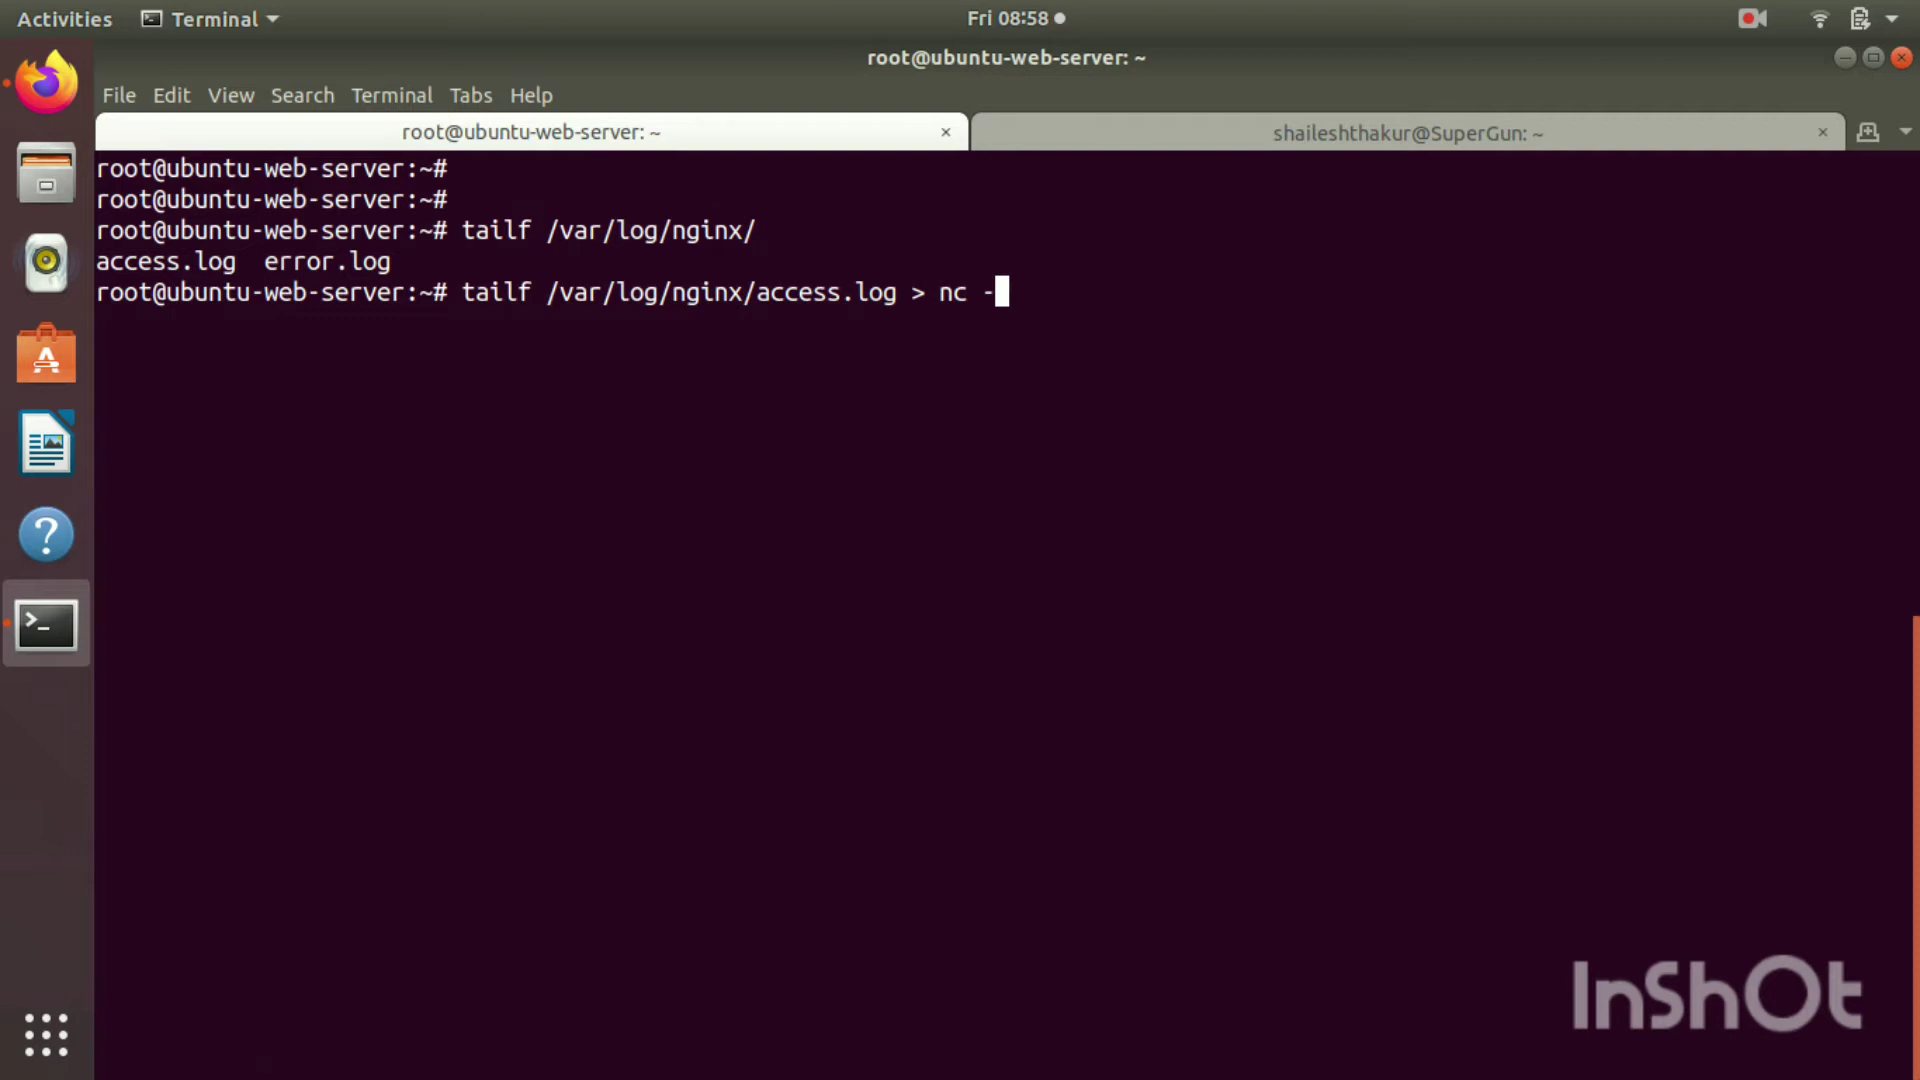 Activities Terminal Fri 08:58
root@ubuntu-web-server: ~
File Edit View Search Terminal Tabs Help
root@ubuntu-web-server: ~ × shaileshthakur@SuperGun: ~ ×
root@ubuntu-web-server:~#
root@ubuntu-web-server:~#
root@ubuntu-web-server:~# tailf /var/log/nginx/
access.log error.log
root@ubuntu-web-server:~# tailf /var/log/nginx/access.log > nc -
InShOt